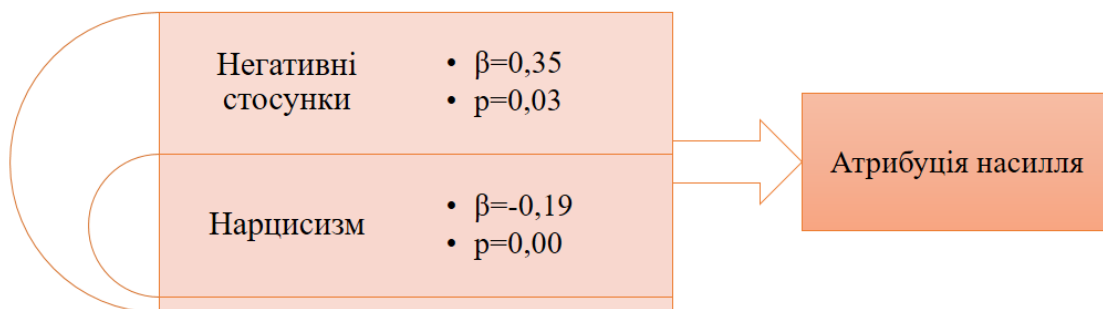 Негативні
стосунки
• β=0,35
• p=0,03
Нарцисизм
• β=-0,19
• p=0,00
Атрибуція насилля